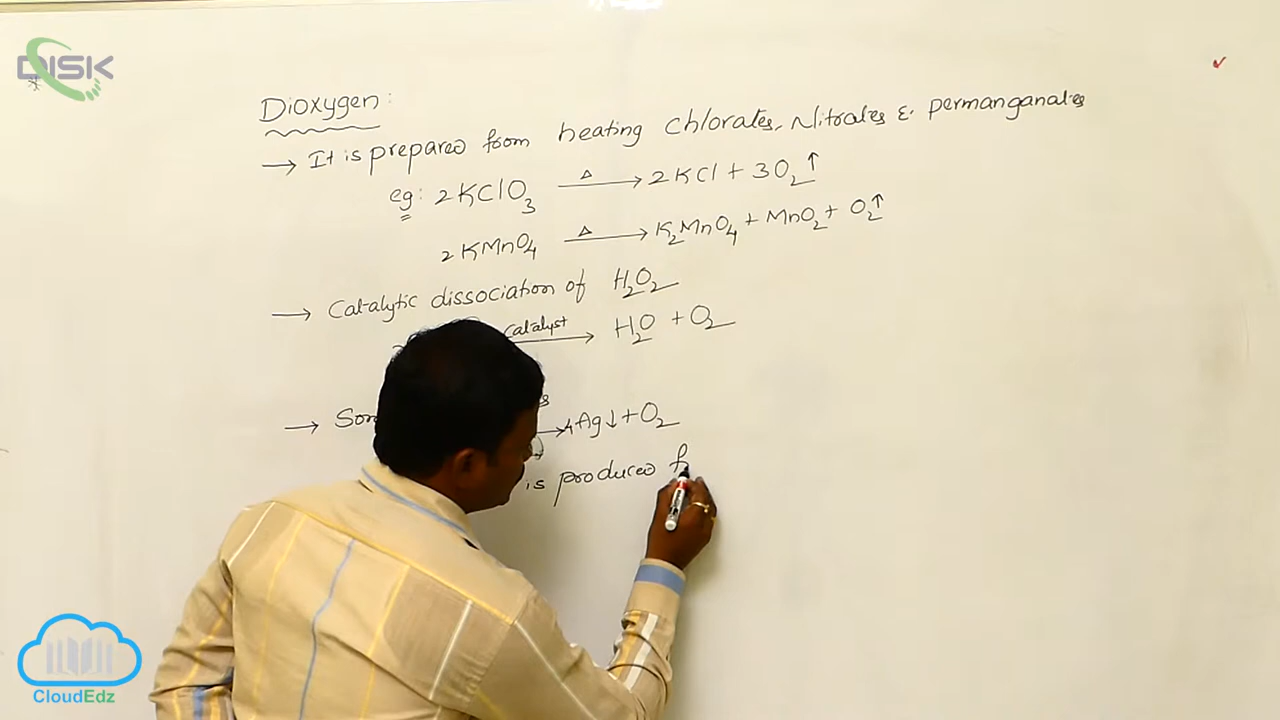 DISK
Dioxygen:
→ It is prepared from heating chlorates, Nitrates & permanganates
eg: 2KClO₃ —Δ→ 2KCl + 3O₂↑
2KMnO₄ —Δ→ K₂MnO₄ + MnO₂ + O₂↑
→ Catalytic dissociation of H₂O₂
catalyst → H₂O + O₂
→
→ 4Ag↓ + O₂
is produced f
CloudEdz